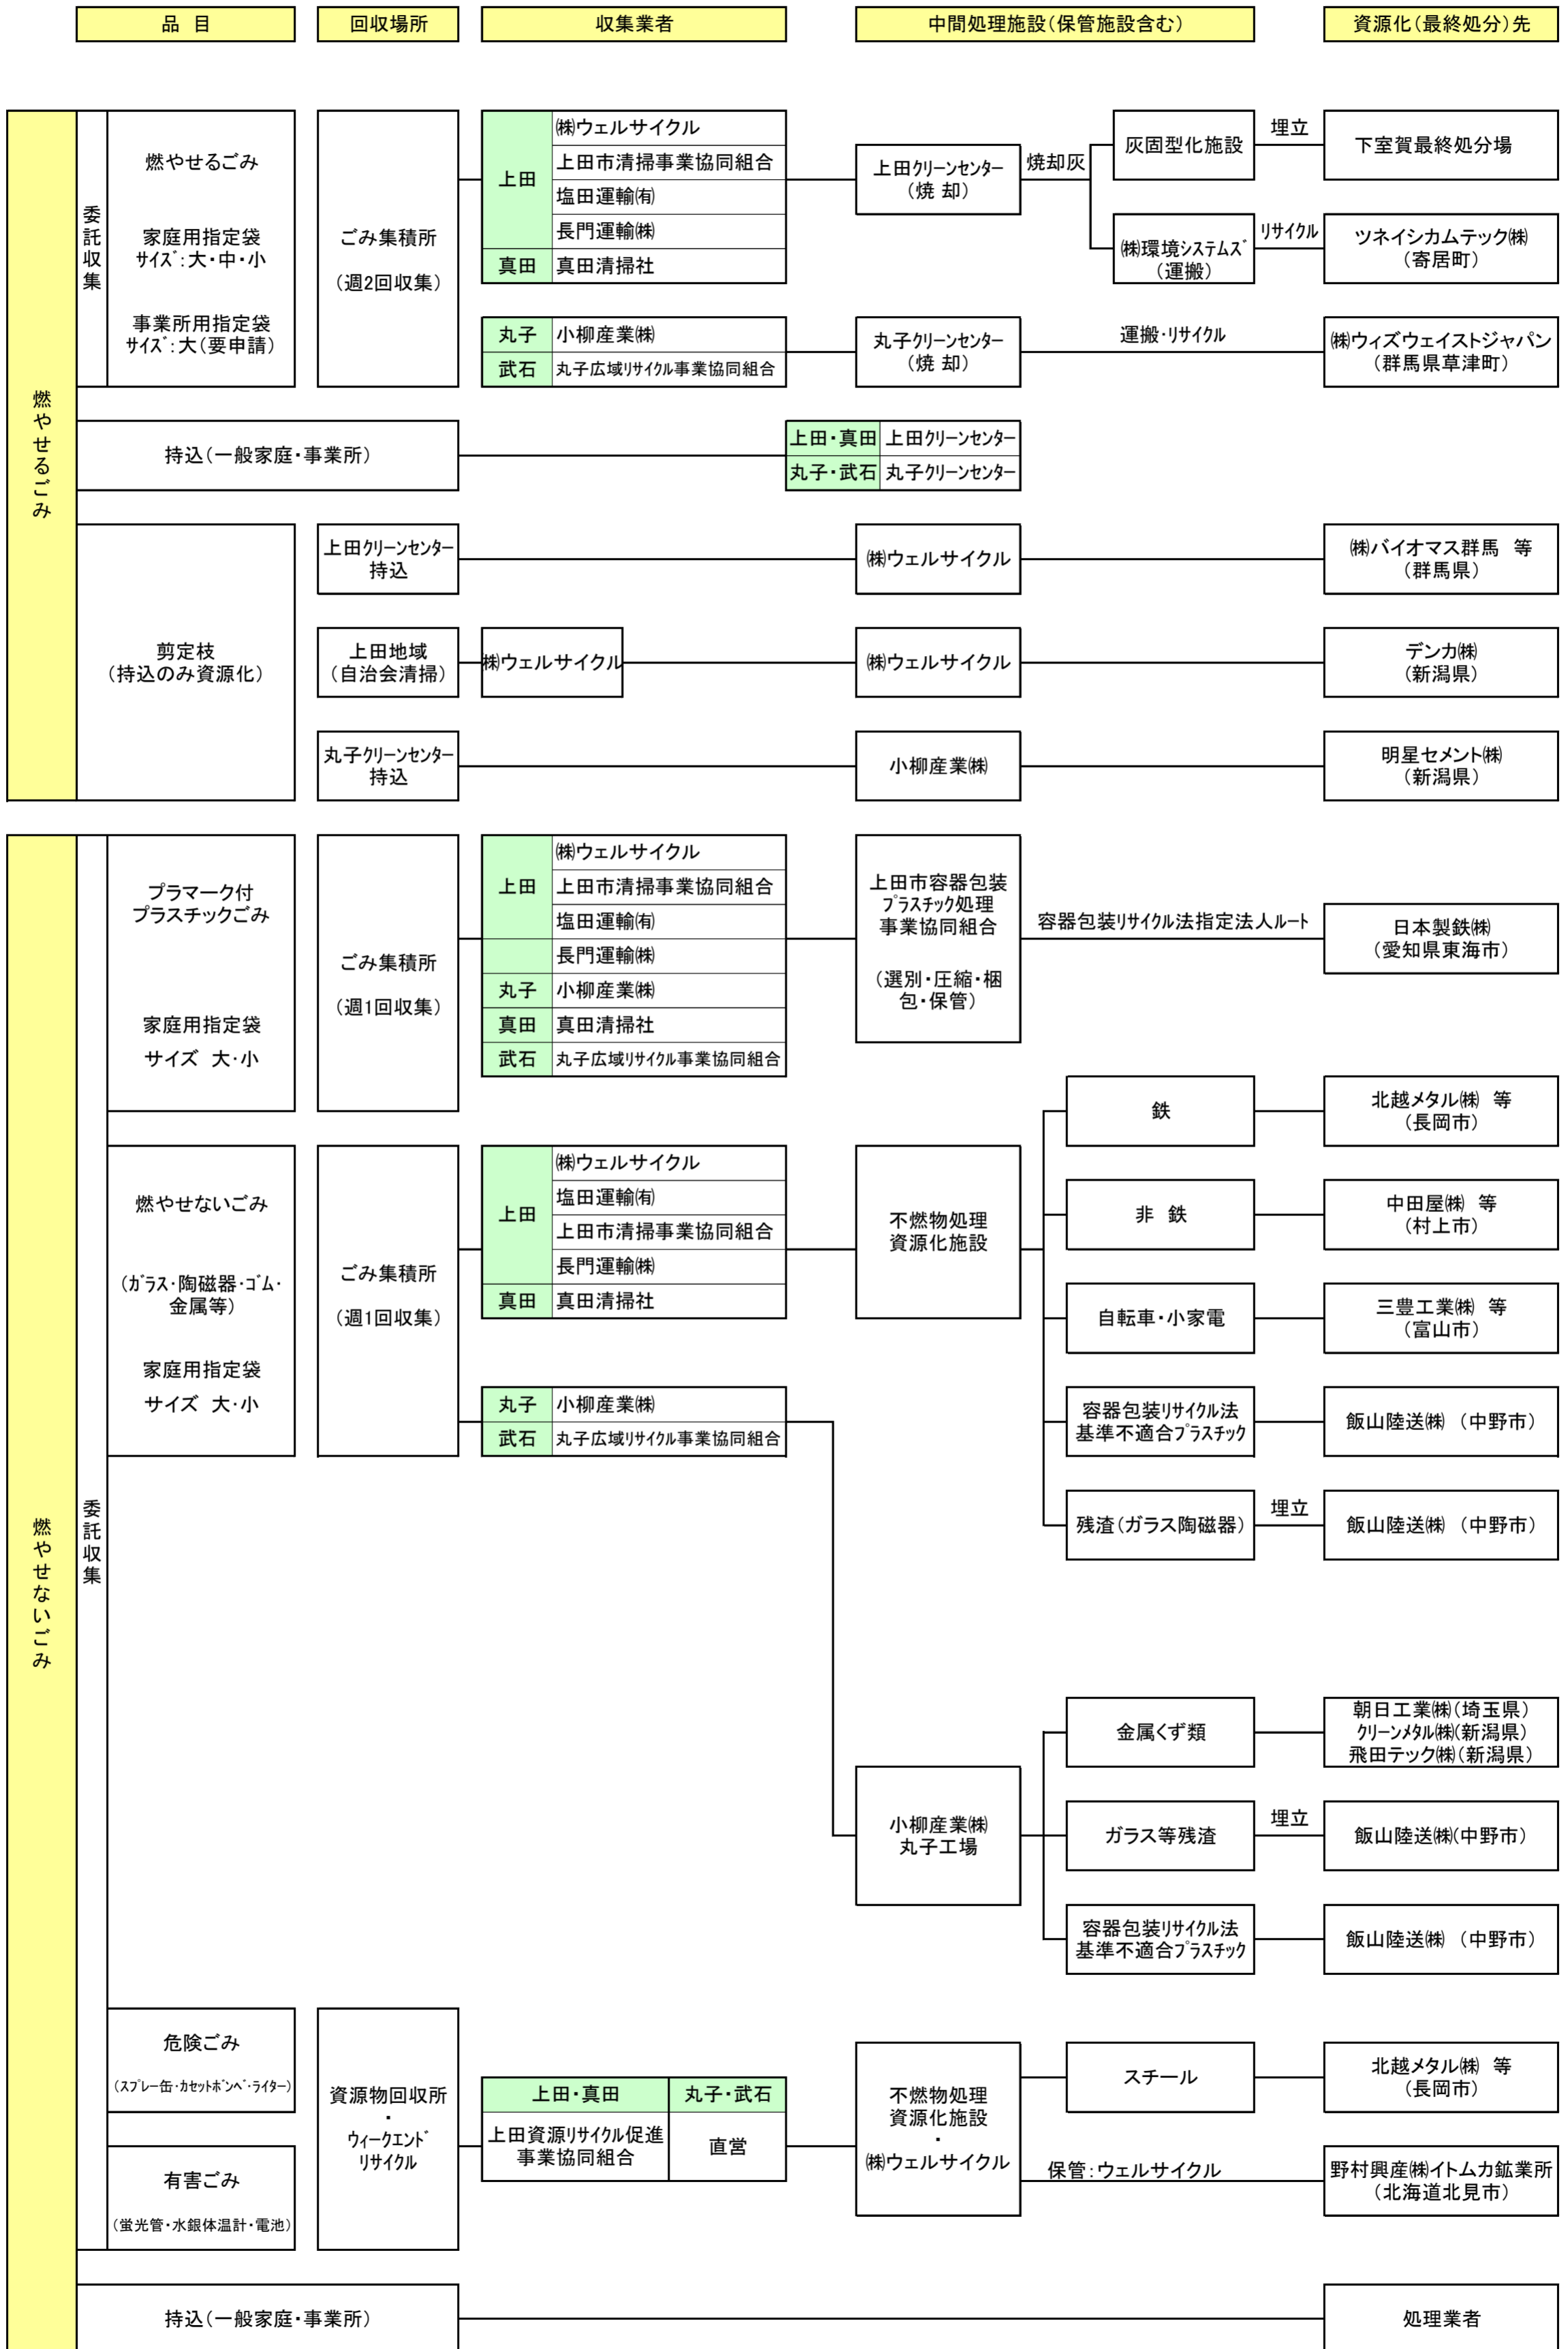 品 目
回収場所
収集業者
中間処理施設（保管施設含む）
資源化（最終処分）先
燃やせるごみ
委託収集
燃やせるごみ
家庭用指定袋
ｻｲｽﾞ：大・中・小
事業所用指定袋
ｻｲｽﾞ：大（要申請）
ごみ集積所
（週2回収集）
上田
㈱ウェルサイクル
上田市清掃事業協同組合
塩田運輸㈲
長門運輸㈱
真田
真田清掃社
上田ｸﾘｰﾝｾﾝﾀｰ
（焼 却）
焼却灰
灰固型化施設
埋立
下室賀最終処分場
㈱環境ｼｽﾃﾑｽﾞ
（運搬）
ﾘｻｲｸﾙ
ツネイシカムテック㈱
（寄居町）
丸子
小柳産業㈱
武石
丸子広域ﾘｻｲｸﾙ事業協同組合
丸子ｸﾘｰﾝｾﾝﾀｰ
（焼 却）
運搬・ﾘｻｲｸﾙ
㈱ウィズウェイストジャパン
（群馬県草津町）
持込（一般家庭・事業所）
上田・真田
上田ｸﾘｰﾝｾﾝﾀｰ
丸子・武石
丸子ｸﾘｰﾝｾﾝﾀｰ
剪定枝
（持込のみ資源化）
上田ｸﾘｰﾝｾﾝﾀｰ
持込
㈱ウェルサイクル
㈱バイオマス群馬 等
（群馬県）
上田地域
（自治会清掃）
㈱ウェルサイクル
㈱ウェルサイクル
デンカ㈱
（新潟県）
丸子ｸﾘｰﾝｾﾝﾀｰ
持込
小柳産業㈱
明星セメント㈱
（新潟県）
燃やせないごみ
委託収集
プラマーク付
プラスチックごみ
家庭用指定袋
サイズ 大・小
ごみ集積所
（週1回収集）
上田
㈱ウェルサイクル
上田市清掃事業協同組合
塩田運輸㈲
長門運輸㈱
丸子
小柳産業㈱
真田
真田清掃社
武石
丸子広域ﾘｻｲｸﾙ事業協同組合
上田市容器包装
ﾌﾟﾗｽﾁｯｸ処理
事業協同組合
（選別・圧縮・梱
包・保管）
容器包装ﾘｻｲｸﾙ法指定法人ルート
日本製鉄㈱
（愛知県東海市）
燃やせないごみ
（ｶﾞﾗｽ・陶磁器・ｺﾞﾑ・
金属等）
家庭用指定袋
サイズ 大・小
ごみ集積所
（週1回収集）
上田
㈱ウェルサイクル
塩田運輸㈲
上田市清掃事業協同組合
長門運輸㈱
真田
真田清掃社
不燃物処理
資源化施設
鉄
北越メタル㈱ 等
（長岡市）
非 鉄
中田屋㈱ 等
（村上市）
自転車・小家電
三豊工業㈱ 等
（富山市）
容器包装ﾘｻｲｸﾙ法
基準不適合ﾌﾟﾗｽﾁｯｸ
飯山陸送㈱ （中野市）
残渣（ガラス陶磁器）
埋立
飯山陸送㈱ （中野市）
丸子
小柳産業㈱
武石
丸子広域ﾘｻｲｸﾙ事業協同組合
小柳産業㈱
丸子工場
金属くず類
朝日工業㈱（埼玉県）
ｸﾘｰﾝﾒﾀﾙ㈱（新潟県）
飛田テック㈱（新潟県）
ガラス等残渣
埋立
飯山陸送㈱（中野市）
容器包装ﾘｻｲｸﾙ法
基準不適合ﾌﾟﾗｽﾁｯｸ
飯山陸送㈱ （中野市）
危険ごみ
（ｽﾌﾟﾚｰ缶・ｶｾｯﾄﾎﾞﾝﾍﾞ・ﾗｲﾀｰ）
有害ごみ
（蛍光管・水銀体温計・電池）
資源物回収所
・
ｳｨｰｸｴﾝﾄﾞ
ﾘｻｲｸﾙ
上田・真田
丸子・武石
上田資源ﾘｻｲｸﾙ促進
事業協同組合
直営
不燃物処理
資源化施設
・
㈱ウェルサイクル
スチール
北越メタル㈱ 等
（長岡市）
保管：ウェルサイクル
野村興産㈱イトムカ鉱業所
（北海道北見市）
持込（一般家庭・事業所）
処理業者